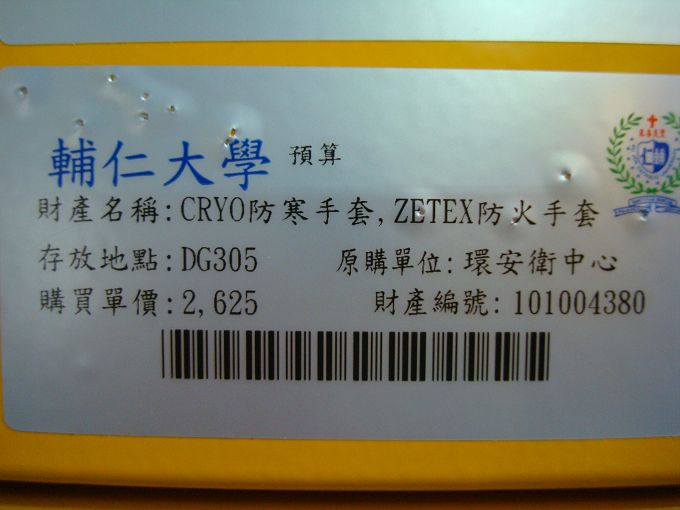 輔仁大學 預算
財產名稱:CRYO防寒手套,ZETEX防火手套
存放地點:DG305 原購單位:環安衛中心
購買單價:2,625 財產編號:101004380